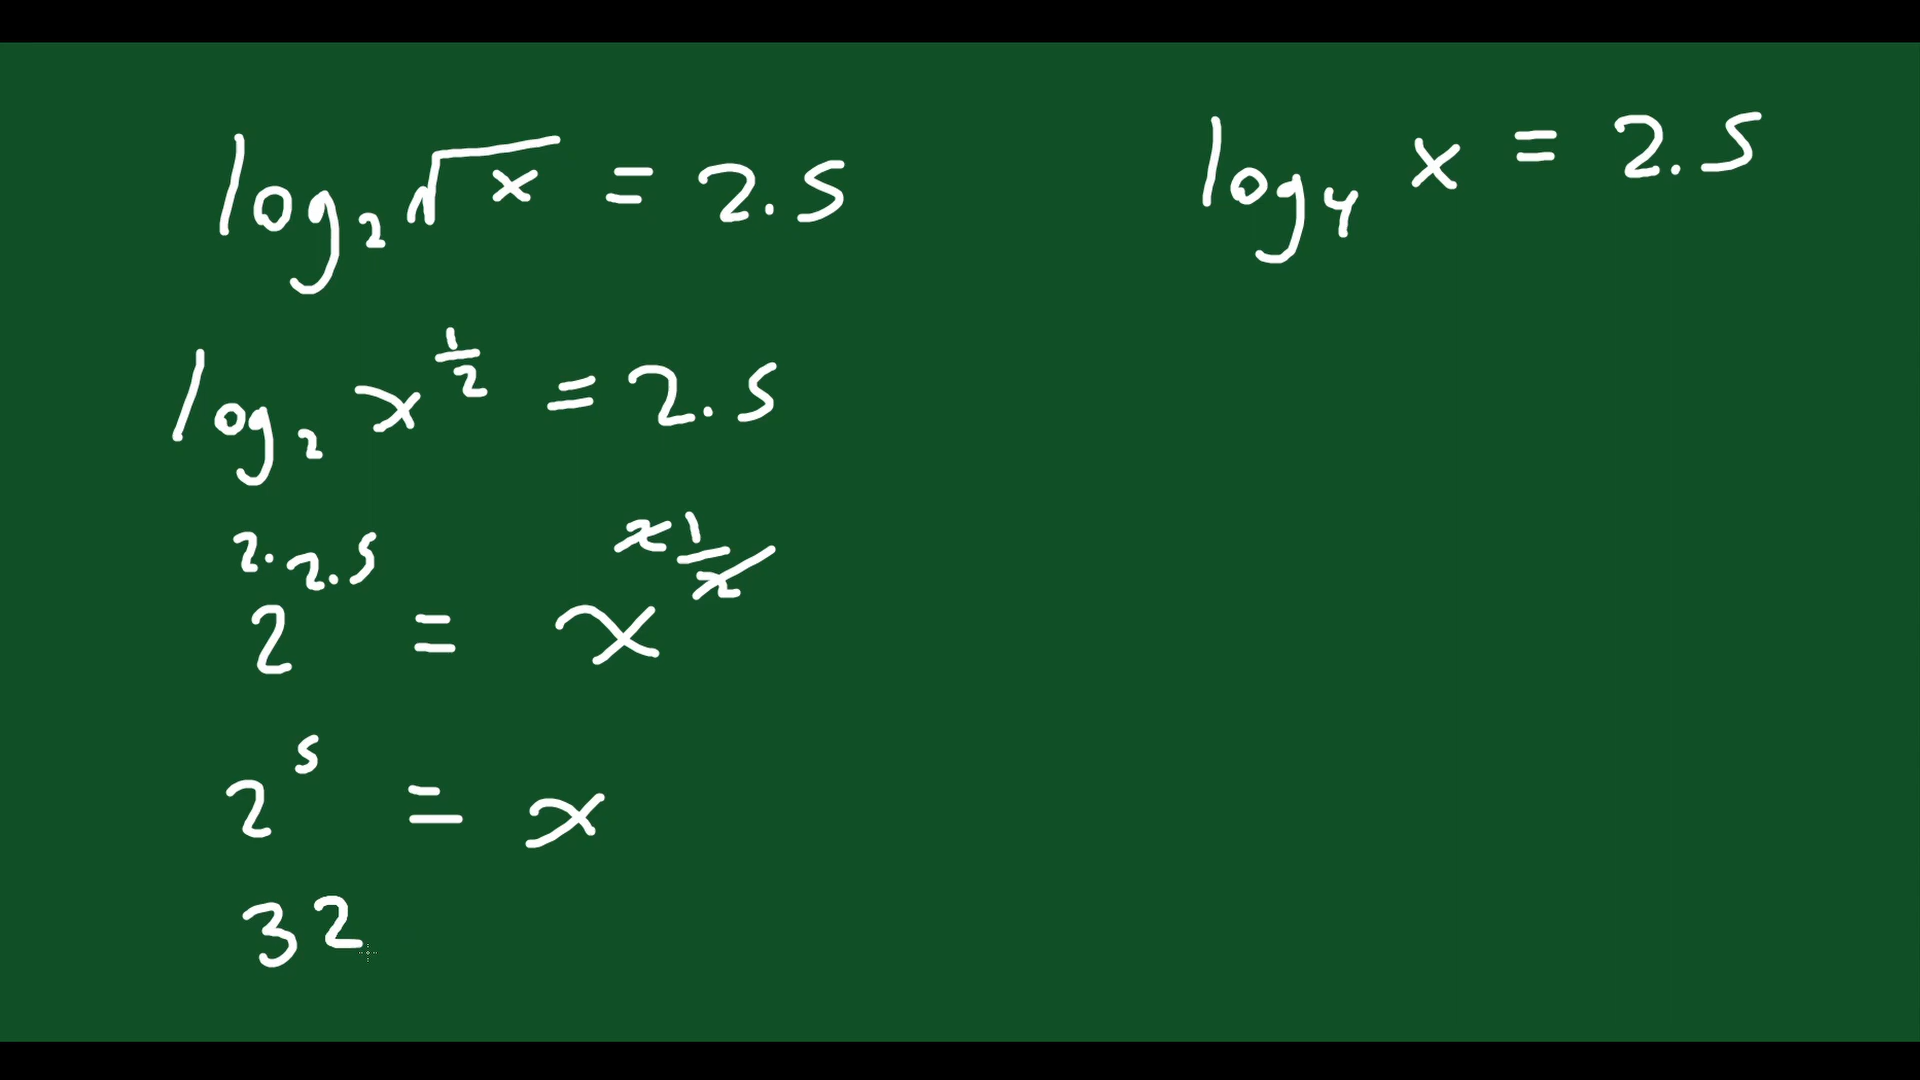 log₂√x = 2.5
log₂ x^(1/2) = 2.5
2^(2·2.5) = x^(2·1/2)
2^5 = x
32
log₄ x = 2.5